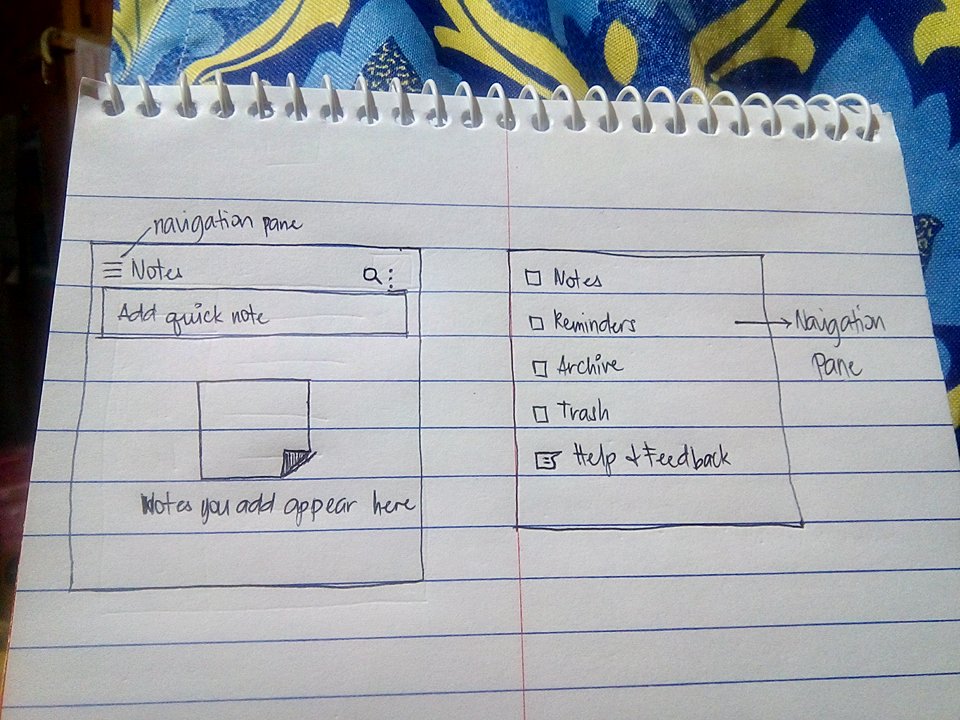 navigation pane
Notes
Add quick note
Notes you add appear here
Notes
Reminders
Archive
Trash
Help & Feedback
Navigation
Pane